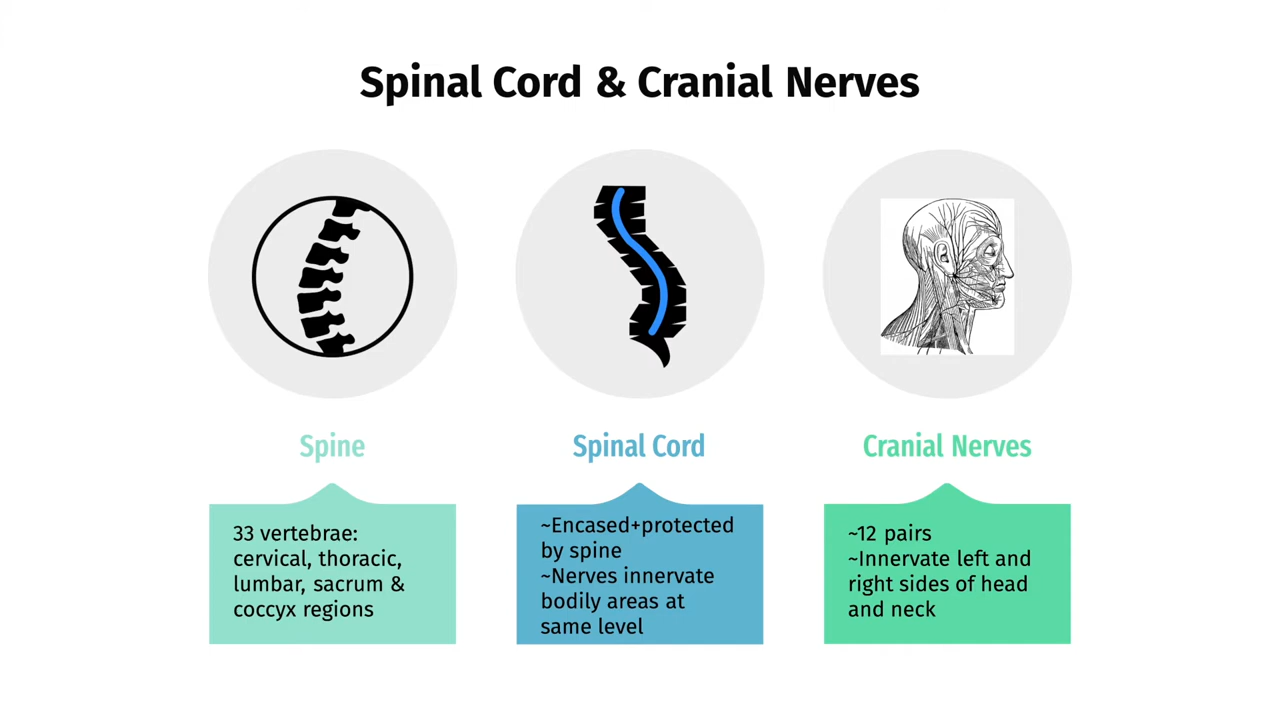 Spinal Cord & Cranial Nerves
Spine
33 vertebrae:
cervical, thoracic,
lumbar, sacrum &
coccyx regions
Spinal Cord
~Encased+protected
by spine
~Nerves innervate
bodily areas at
same level
Cranial Nerves
~12 pairs
~Innervate left and
right sides of head
and neck